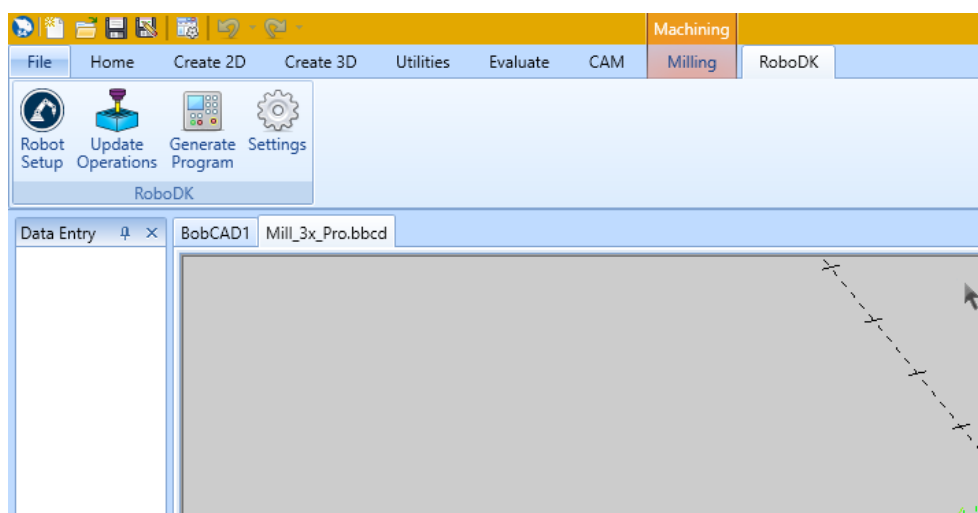 Machining
File Home Create 2D Create 3D Utilities Evaluate CAM Milling RoboDK
Robot Setup
Update Operations
Generate Program
Settings
RoboDK
Data Entry
BobCAD1 Mill_3x_Pro.bbcd